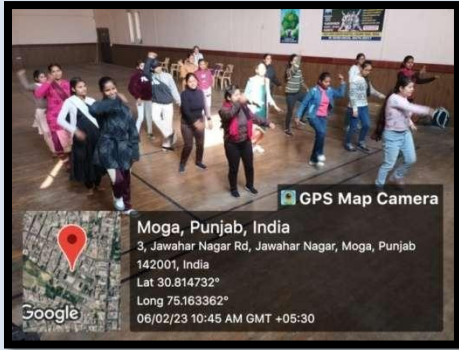 GPS Map Camera
Moga, Punjab, India
3, Jawahar Nagar Rd, Jawahar Nagar, Moga, Punjab
142001, India
Lat 30.814732°
Long 75.163362°
06/02/23 10:45 AM GMT +05:30
Google